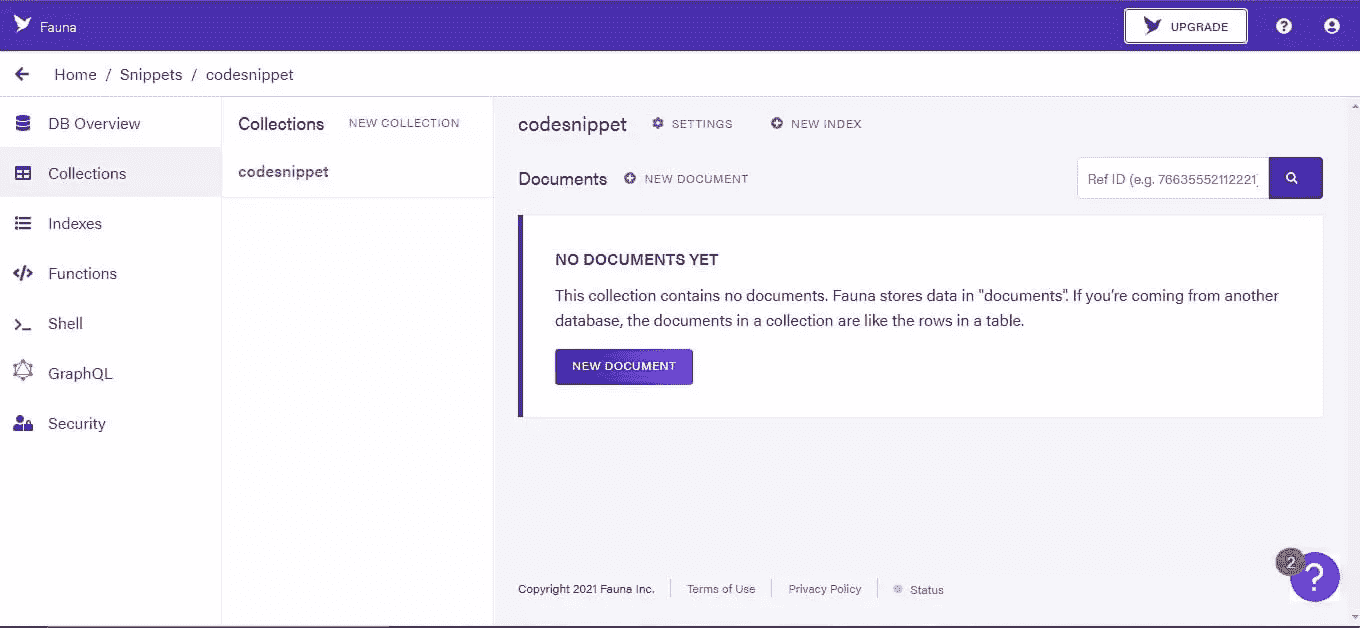 Fauna
UPGRADE
Home / Snippets / codesnippet
DB Overview
Collections
Indexes
Functions
Shell
GraphQL
Security
Collections NEW COLLECTION
codesnippet
codesnippet SETTINGS NEW INDEX
Documents NEW DOCUMENT
Ref ID (e.g. 76635552112221
NO DOCUMENTS YET
This collection contains no documents. Fauna stores data in "documents". If you're coming from another
database, the documents in a collection are like the rows in a table.
NEW DOCUMENT
2
?
Copyright 2021 Fauna Inc. Terms of Use Privacy Policy Status